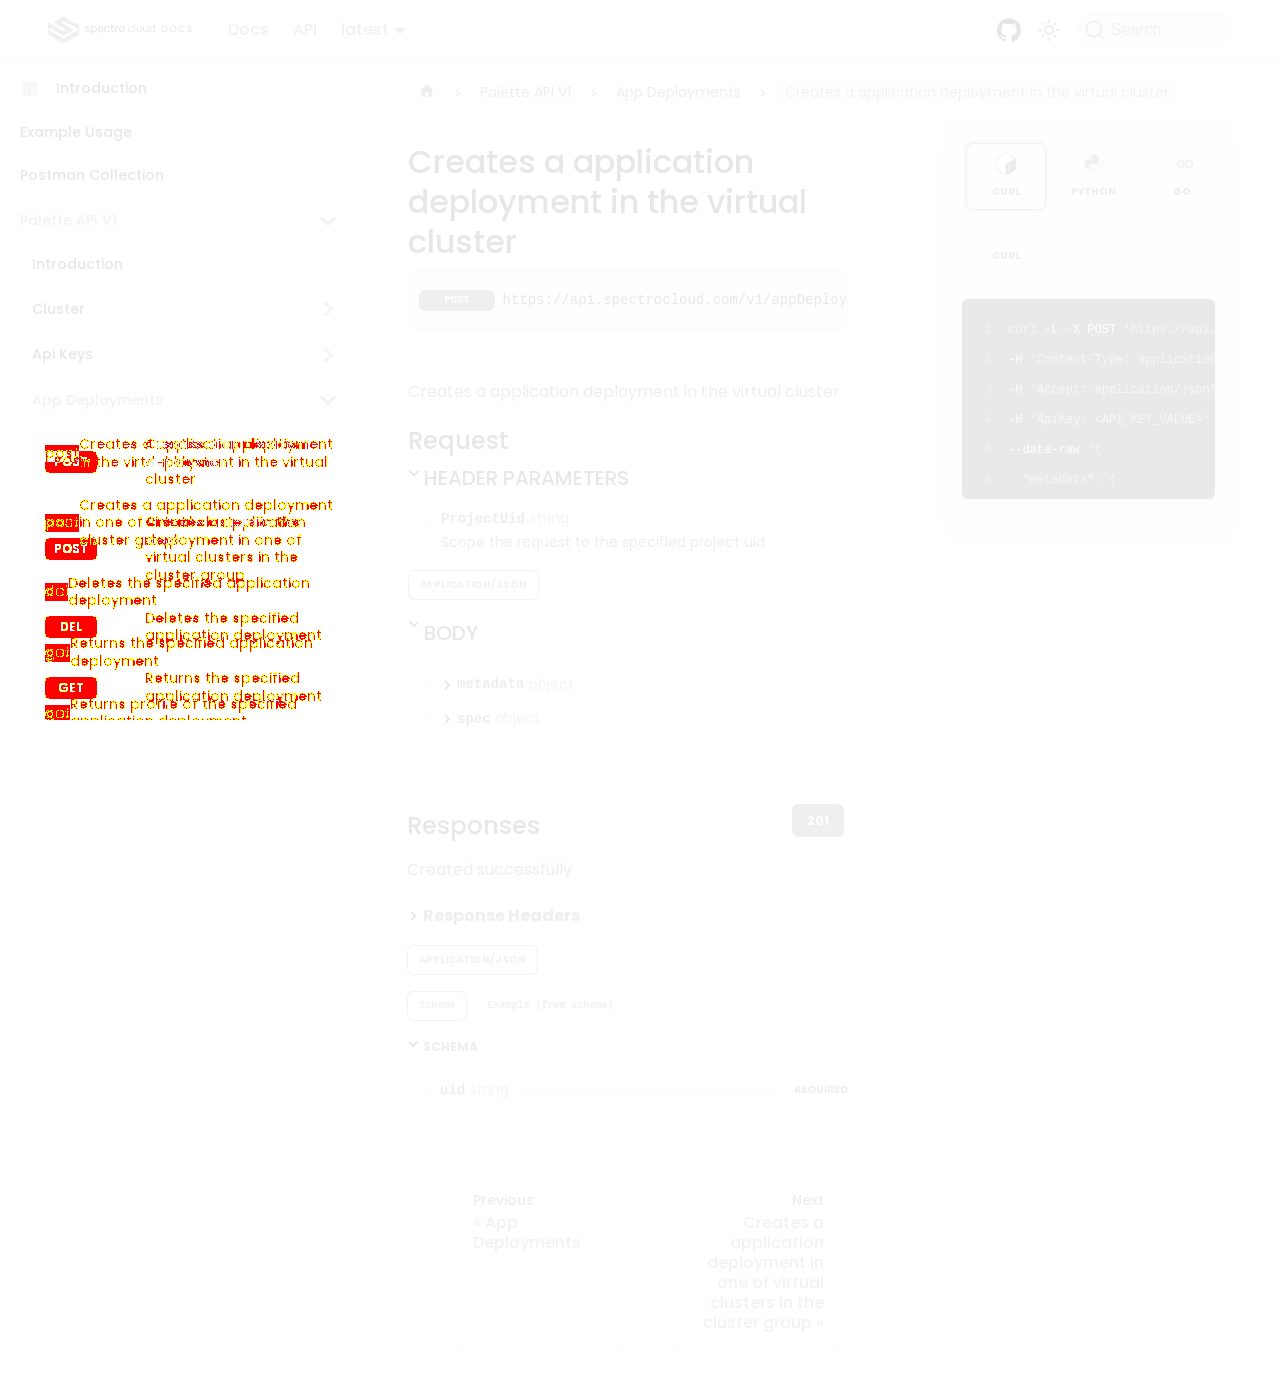 spectro cloud DOCS
Docs
API
latest
Search
Introduction
Example Usage
Postman Collection
Palette API V1
Introduction
Cluster
Api Keys
App Deployments
POST
cluster
Creates a application deployment
POST
deployment in one of
virtual clusters in the
cluster group
Deletes the specified application
deployment
DEL
Deletes the specified
application deployment
Returns the specified application
deployment
GET
Returns the specified
application deployment
Returns profile of the specified
Palette API V1
App Deployments
Creates a application deployment in the virtual cluster
Creates a application
deployment in the virtual
cluster
POST https://api.spectrocloud.com/v1/appDeploy
Creates a application deployment in the virtual cluster
Request
HEADER PARAMETERS
ProjectUid string
Scope the request to the specified project uid
APPLICATION/JSON
BODY
metadata object
spec object
Responses
201
Created successfully
Response Headers
APPLICATION/JSON
Schema
Example (from schema)
SCHEMA
uid string
REQUIRED
Previous
« App
Deployments
Next
Creates a
application
deployment in
one of virtual
clusters in the
cluster group »
CURL
PYTHON
GO
CURL
1 curl -L -X POST 'https://api.
2 -H 'Content-Type: application
3 -H 'Accept: application/json'
4 -H 'ApiKey: <API_KEY_VALUE>'
5 --data-raw '{
6 "metadata": {